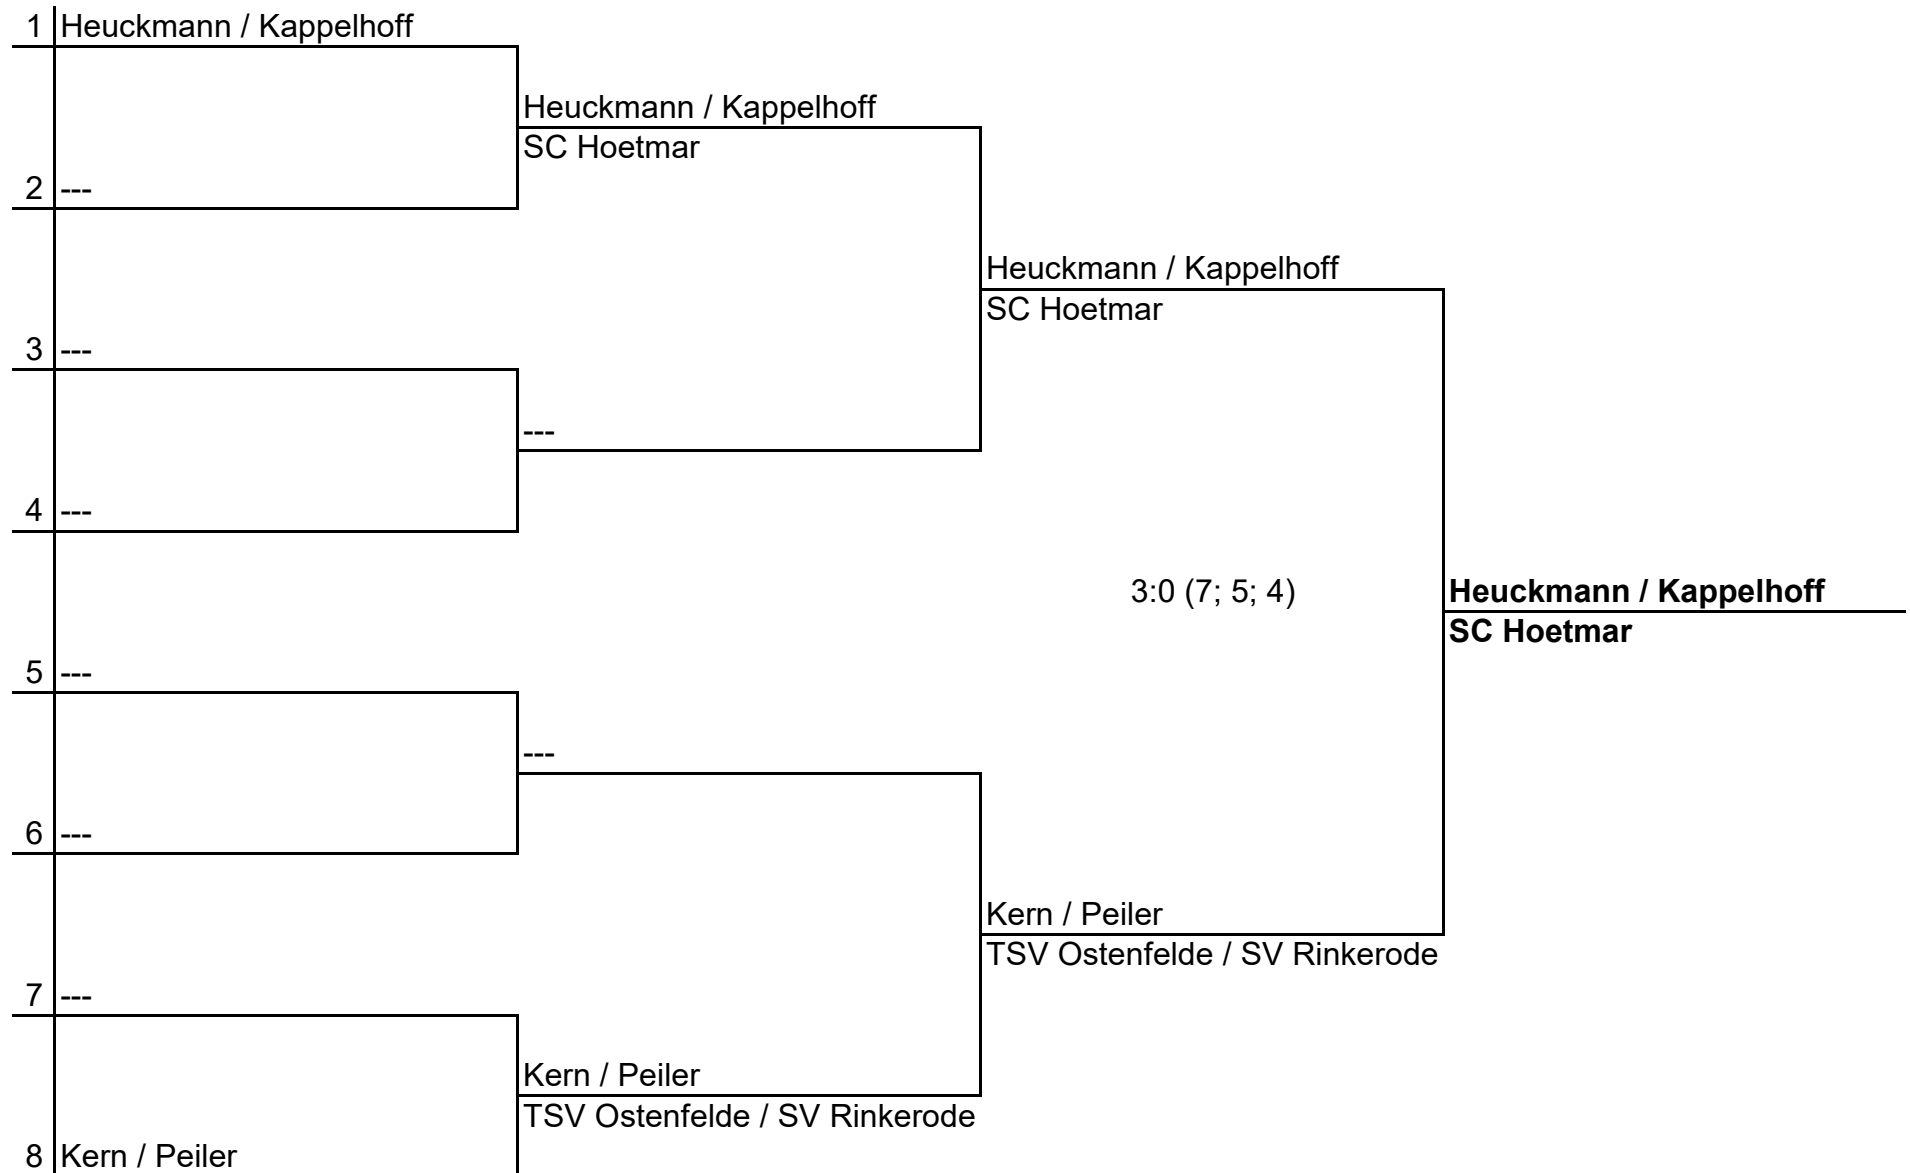 1 Heuckmann / Kappelhoff
Heuckmann / Kappelhoff
SC Hoetmar
2 ---
Heuckmann / Kappelhoff
SC Hoetmar
3 ---
---
4 ---
3:0 (7; 5; 4)
Heuckmann / Kappelhoff
SC Hoetmar
5 ---
---
6 ---
Kern / Peiler
TSV Ostenfelde / SV Rinkerode
7 ---
Kern / Peiler
TSV Ostenfelde / SV Rinkerode
8 Kern / Peiler